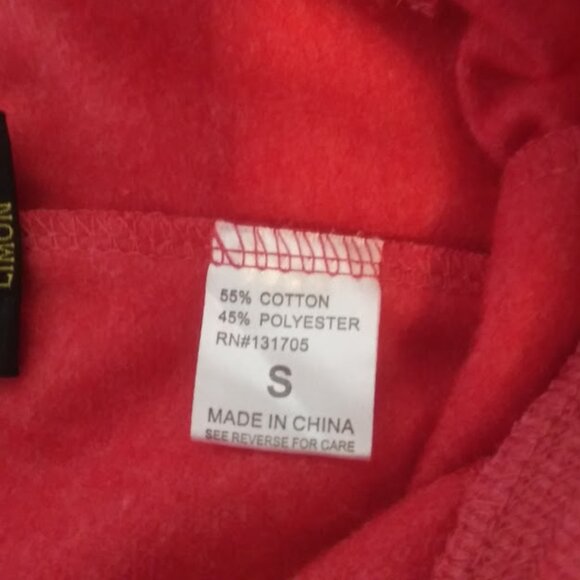 LIMON
55% COTTON
45% POLYESTER
RN#131705
S
MADE IN CHINA
SEE REVERSE FOR CARE